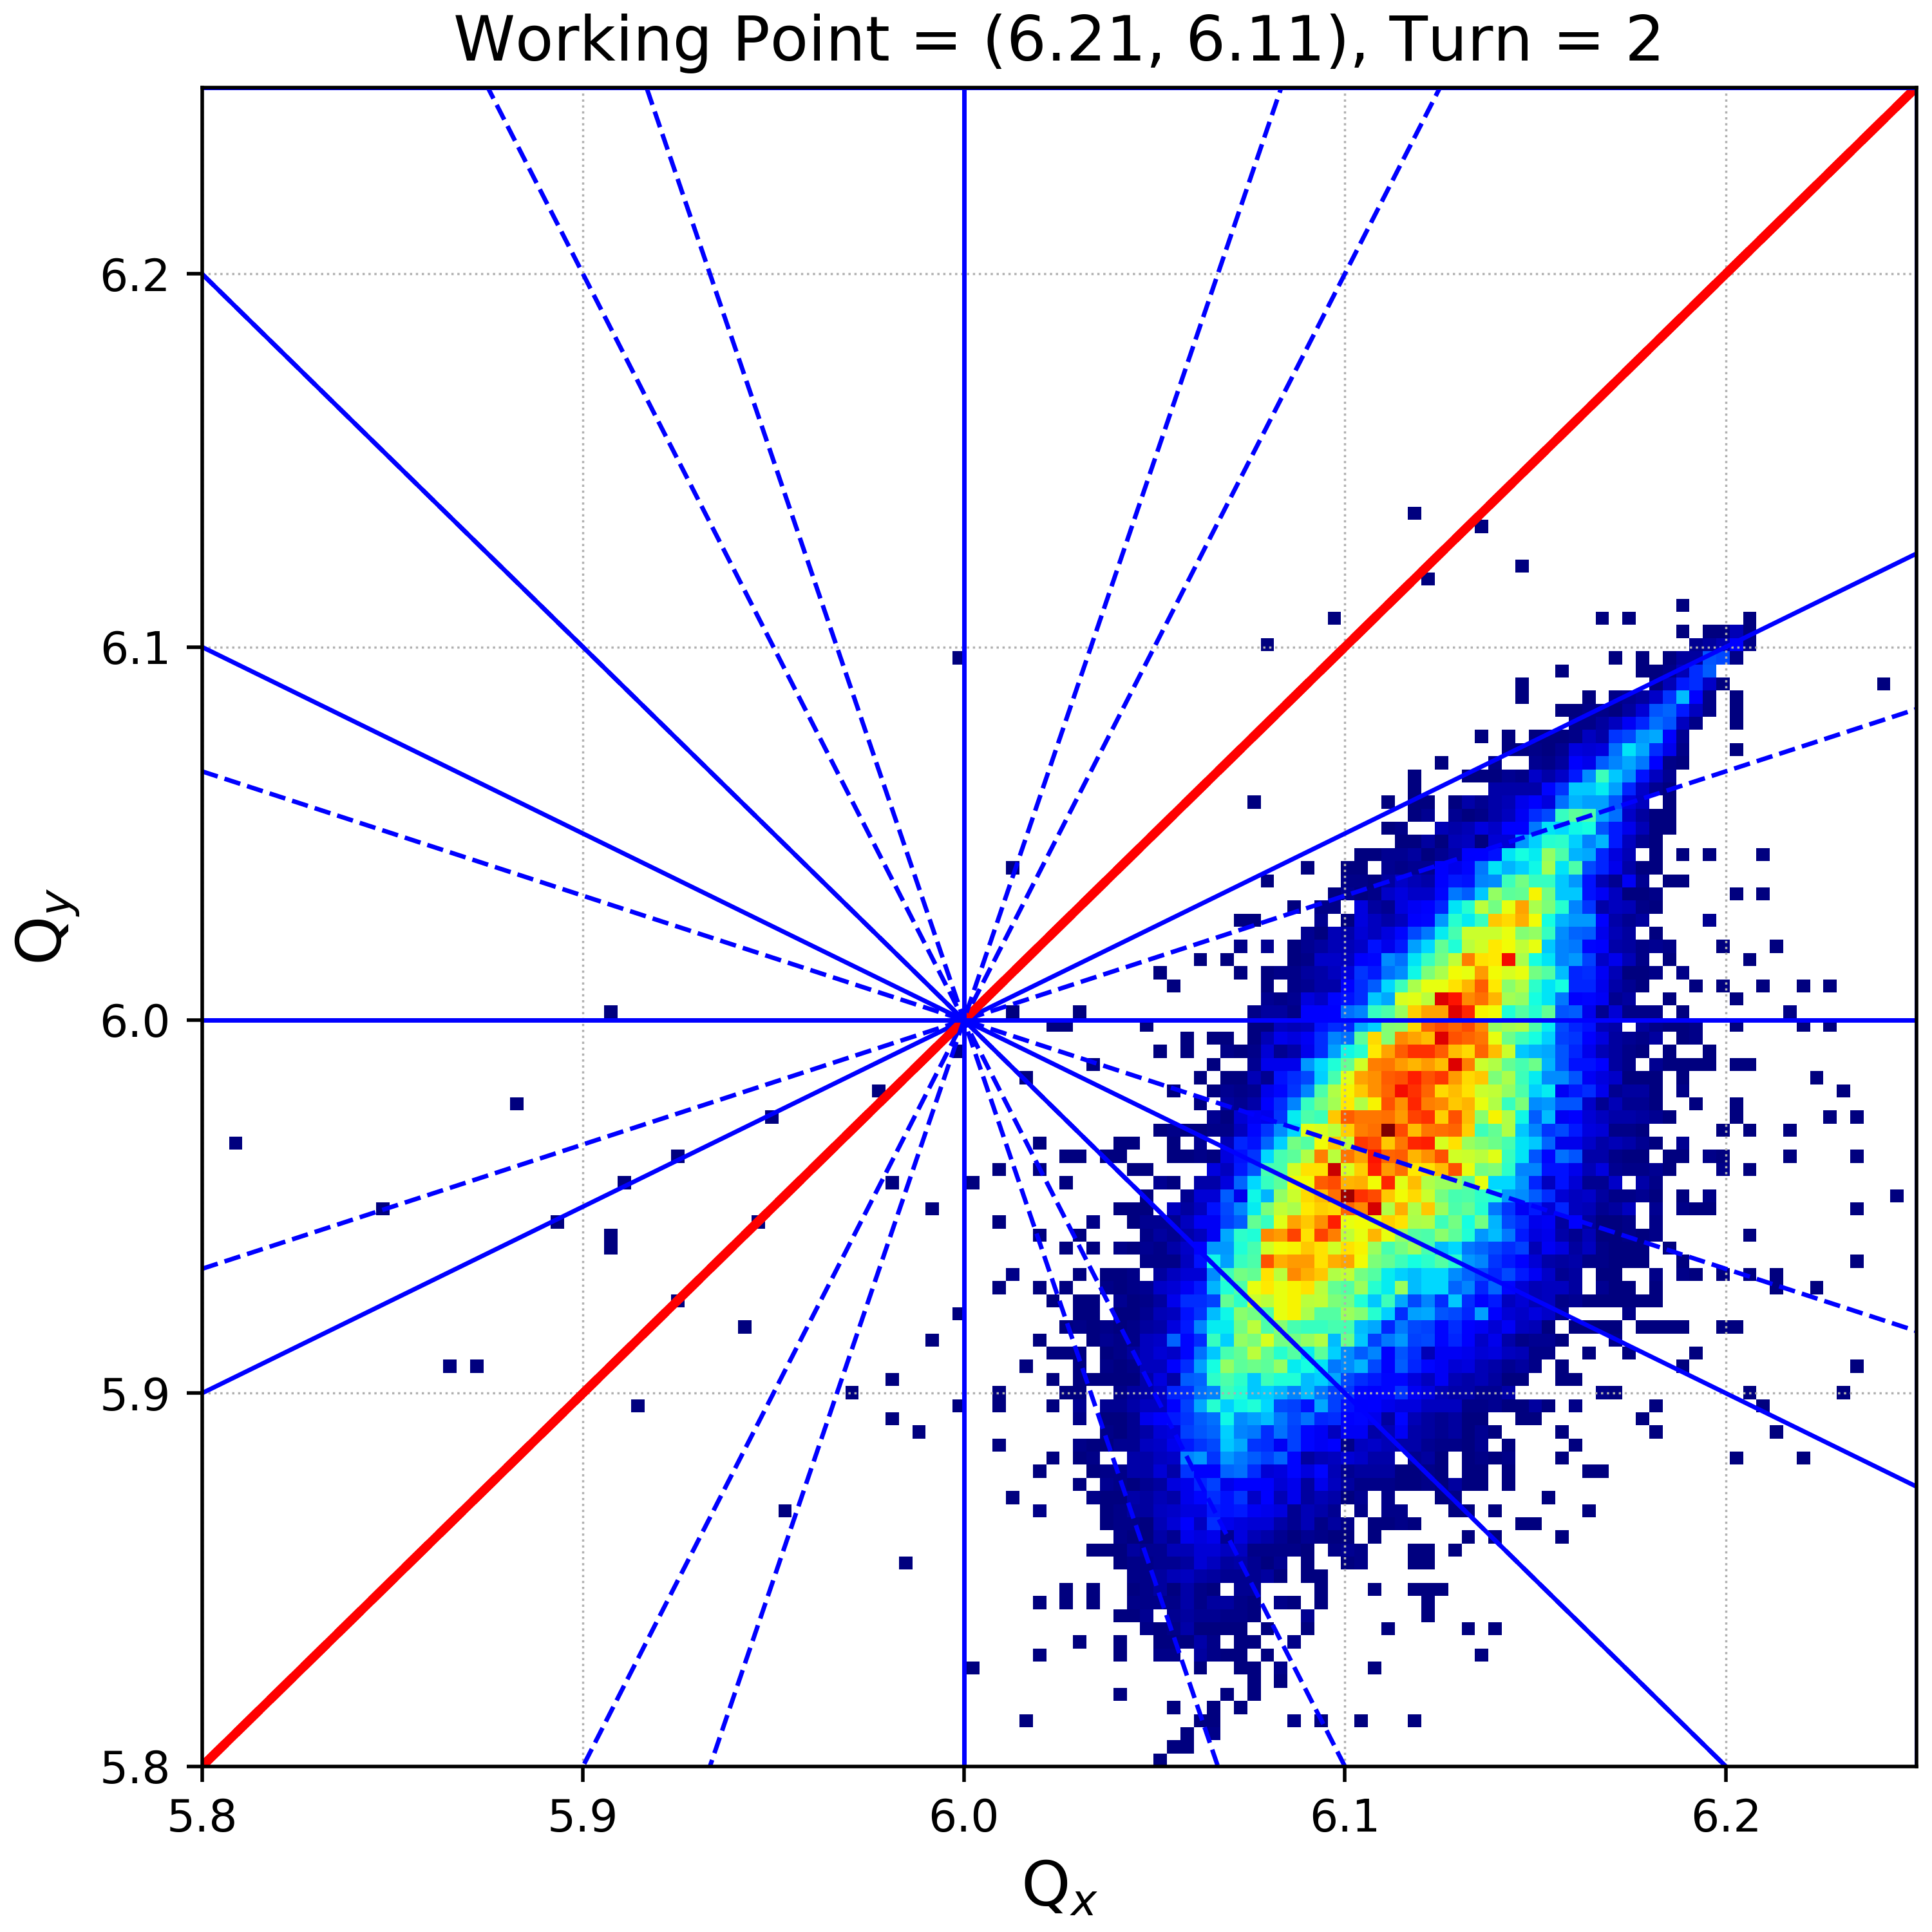 Working Point = (6.21, 6.11), Turn = 2
6.2
6.1
6.0
5.9
5.8
Qy
5.8 5.9 6.0 6.1 6.2
Qx